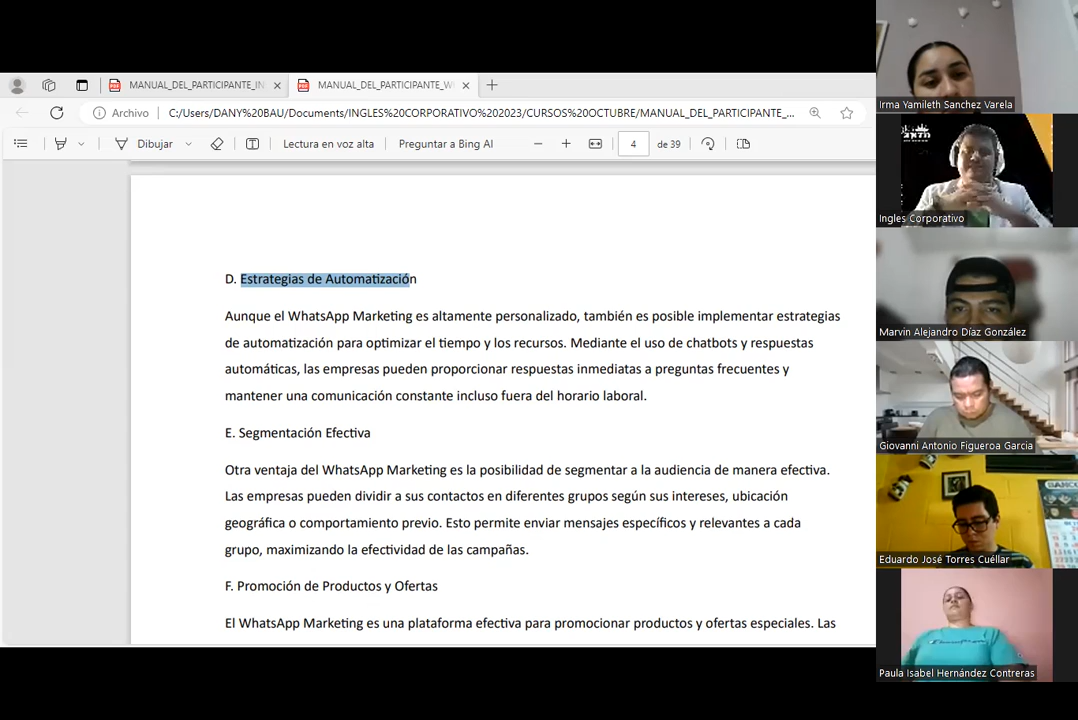 MANUAL_DEL_PARTICIPANTE_IN
MANUAL_DEL_PARTICIPANTE_W
Archivo
C:/Users/DANY%20BAU/Documents/INGLES%20CORPORATIVO%202023/CURSOS%20OCTUBRE/MANUAL_DEL_PARTICIPANTE_...
Dibujar
Lectura en voz alta
Preguntar a Bing AI
4
de 39
D. Estrategias de Automatización
Aunque el WhatsApp Marketing es altamente personalizado, también es posible implementar estrategias
de automatización para optimizar el tiempo y los recursos. Mediante el uso de chatbots y respuestas
automáticas, las empresas pueden proporcionar respuestas inmediatas a preguntas frecuentes y
mantener una comunicación constante incluso fuera del horario laboral.
E. Segmentación Efectiva
Otra ventaja del WhatsApp Marketing es la posibilidad de segmentar a la audiencia de manera efectiva.
Las empresas pueden dividir a sus contactos en diferentes grupos según sus intereses, ubicación
geográfica o comportamiento previo. Esto permite enviar mensajes específicos y relevantes a cada
grupo, maximizando la efectividad de las campañas.
F. Promoción de Productos y Ofertas
El WhatsApp Marketing es una plataforma efectiva para promocionar productos y ofertas especiales. Las
Irma Yamileth Sanchez Varela
Ingles Corporativo
Marvin Alejandro Díaz González
Giovanni Antonio Figueroa Garcia
Eduardo José Torres Cuéllar
Paula Isabel Hernández Contreras